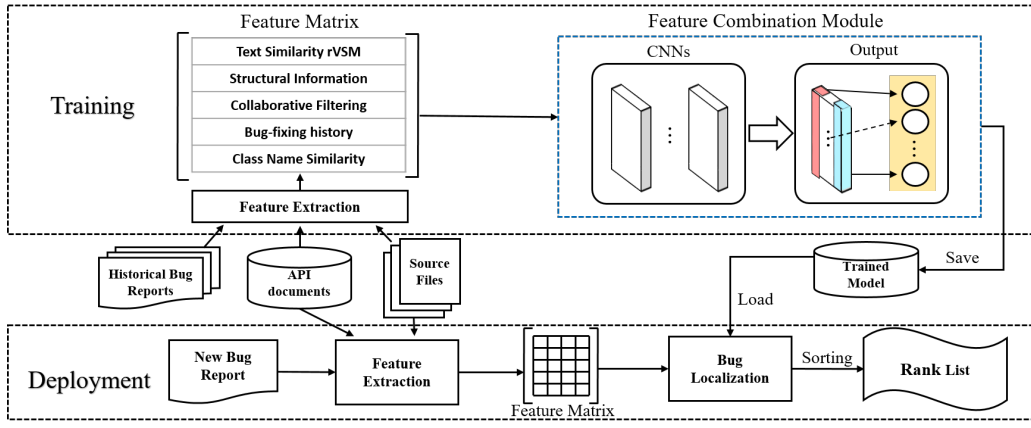 Feature Matrix
Feature Combination Module
Training
Text Similarity rVSM
Structural Information
Collaborative Filtering
Bug-fixing history
Class Name Similarity
CNNs
Output
Feature Extraction
Historical Bug
Reports
API
documents
Source
Files
Trained
Model
Save
Load
Deployment
New Bug
Report
Feature
Extraction
Feature Matrix
Bug
Localization
Sorting
Rank List